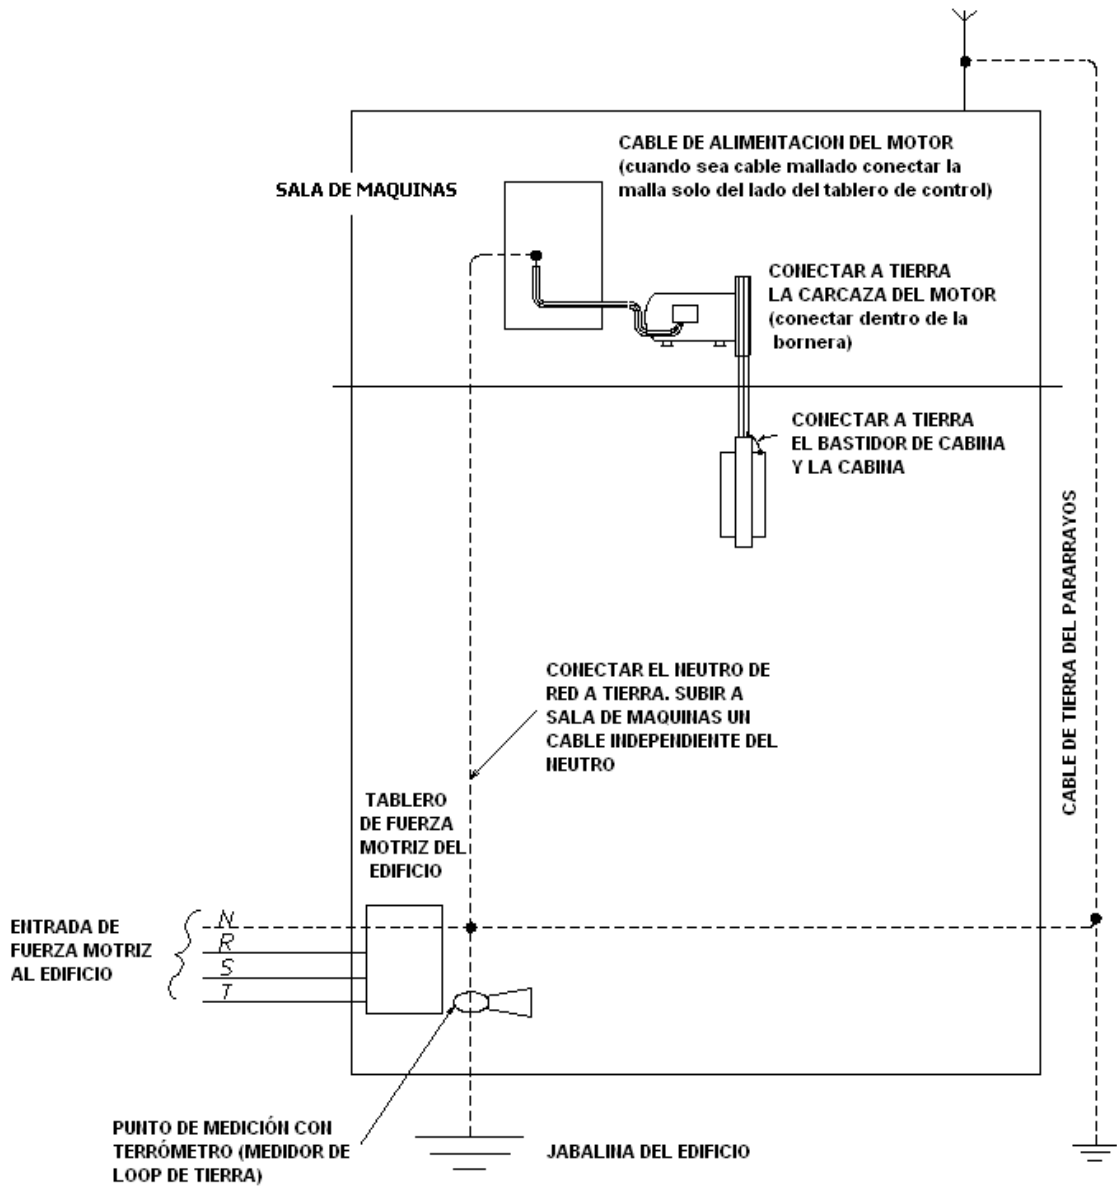 CABLE DE ALIMENTACION DEL MOTOR
(cuando sea cable mallado conectar la
malla solo del lado del tablero de control)
SALA DE MAQUINAS
CONECTAR A TIERRA
LA CARCAZA DEL MOTOR
(conectar dentro de la
bornera)
CONECTAR A TIERRA
EL BASTIDOR DE CABINA
Y LA CABINA
CABLE DE TIERRA DEL PARARRAYOS
CONECTAR EL NEUTRO DE
RED A TIERRA. SUBIR A
SALA DE MAQUINAS UN
CABLE INDEPENDIENTE DEL
NEUTRO
TABLERO
DE FUERZA
MOTRIZ DEL
EDIFICIO
ENTRADA DE
FUERZA MOTRIZ
AL EDIFICIO
N
R
S
T
PUNTO DE MEDICIÓN CON
TERRÓMETRO (MEDIDOR DE
LOOP DE TIERRA)
JABALINA DEL EDIFICIO